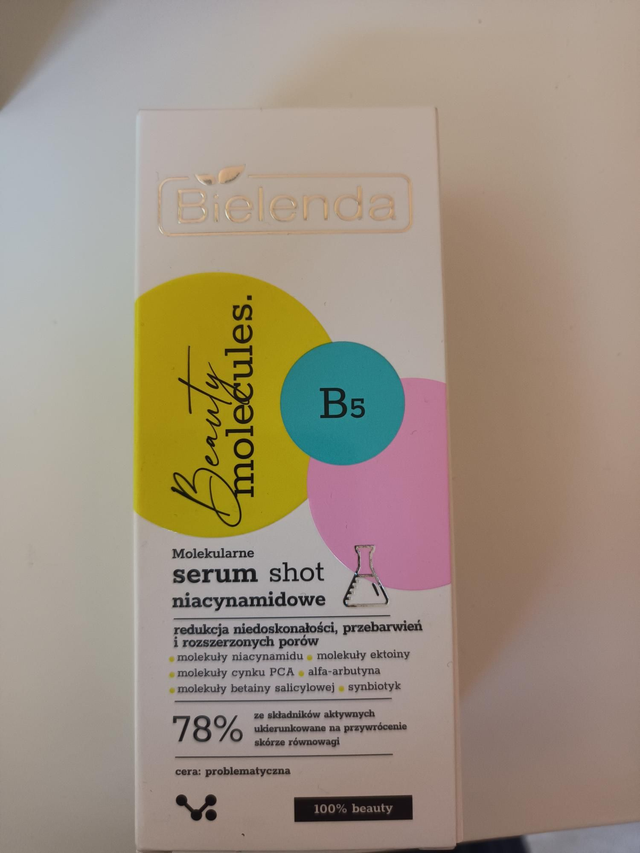 Bielenda
Beauty
molecules.
B5
Molekularne
serum shot
niacynamidowe
redukcja niedoskonałości, przebarwień
i rozszerzonych porów
molekuły niacynamidu • molekuły ektoiny
molekuły cynku PCA • alfa-arbutyna
molekuły betainy salicylowej • synbiotyk
78% ze składników aktywnych
ukierunkowane na przywrócenie
skórze równowagi
cera: problematyczna
100% beauty